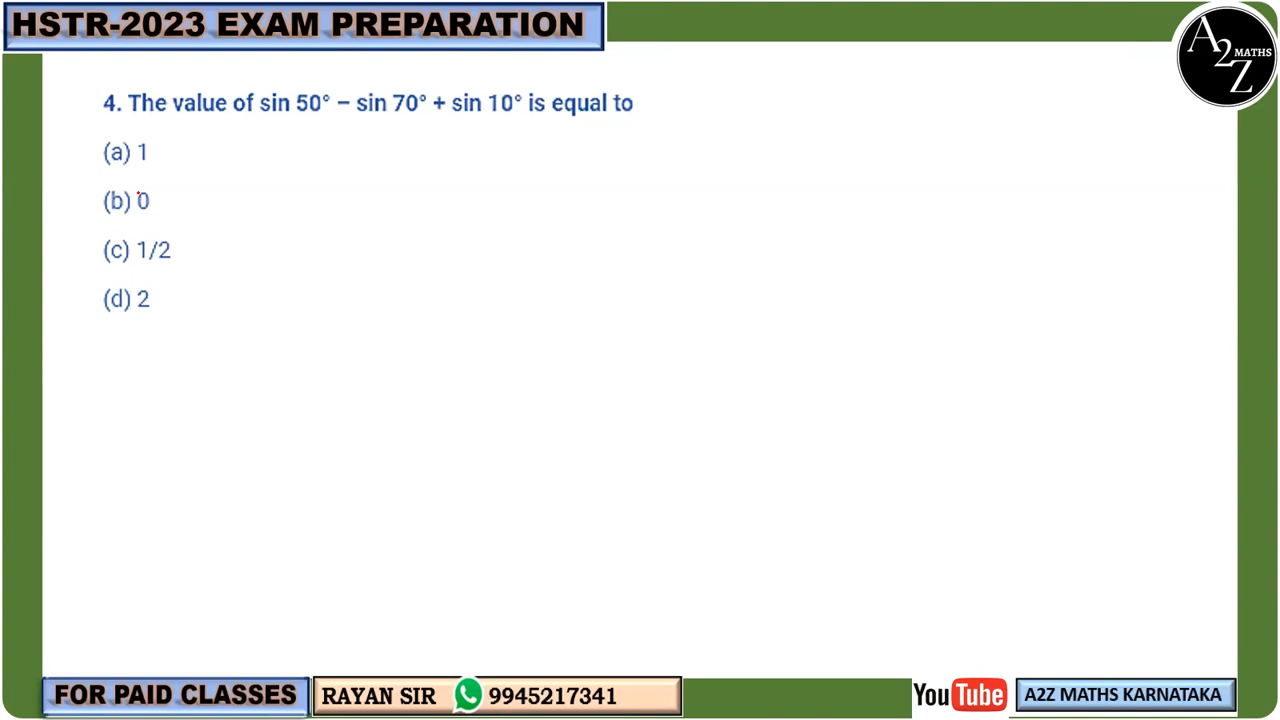 HSTR-2023 EXAM PREPARATION
A2Z MATHS
4. The value of sin 50° – sin 70° + sin 10° is equal to
(a) 1
(b) 0
(c) 1/2
(d) 2
FOR PAID CLASSES
RAYAN SIR 9945217341
YouTube
A2Z MATHS KARNATAKA